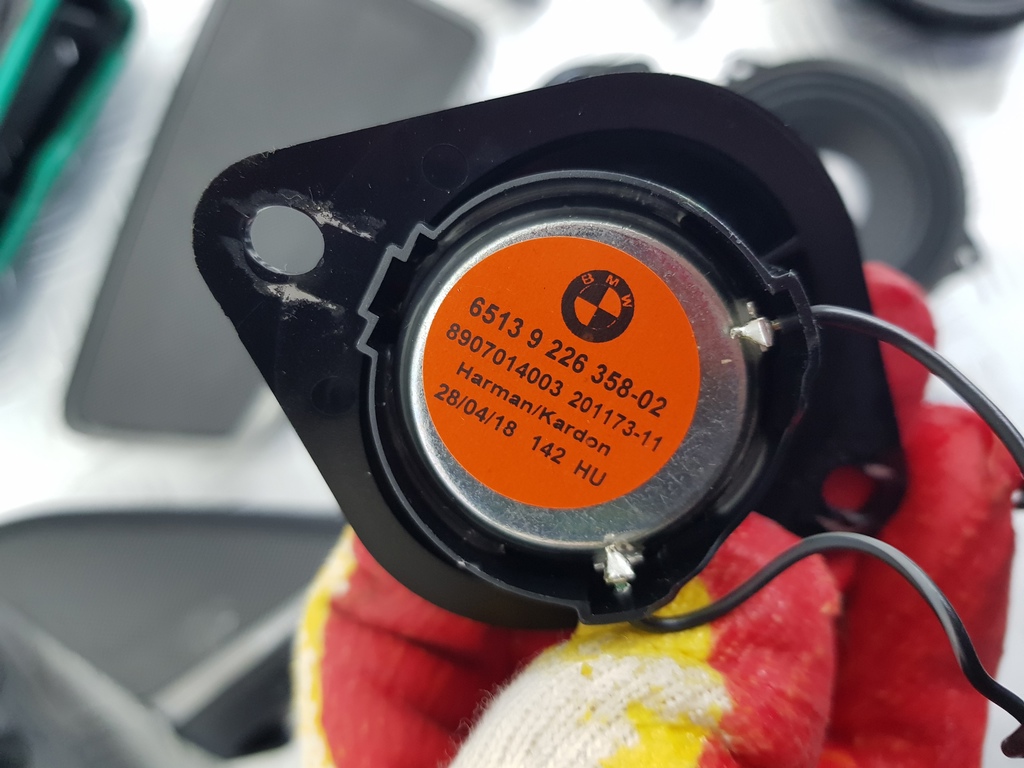 BMW
6513 9 226 358-02
8907014003 201173-11
Harman/Kardon
28/04/18 142 HU